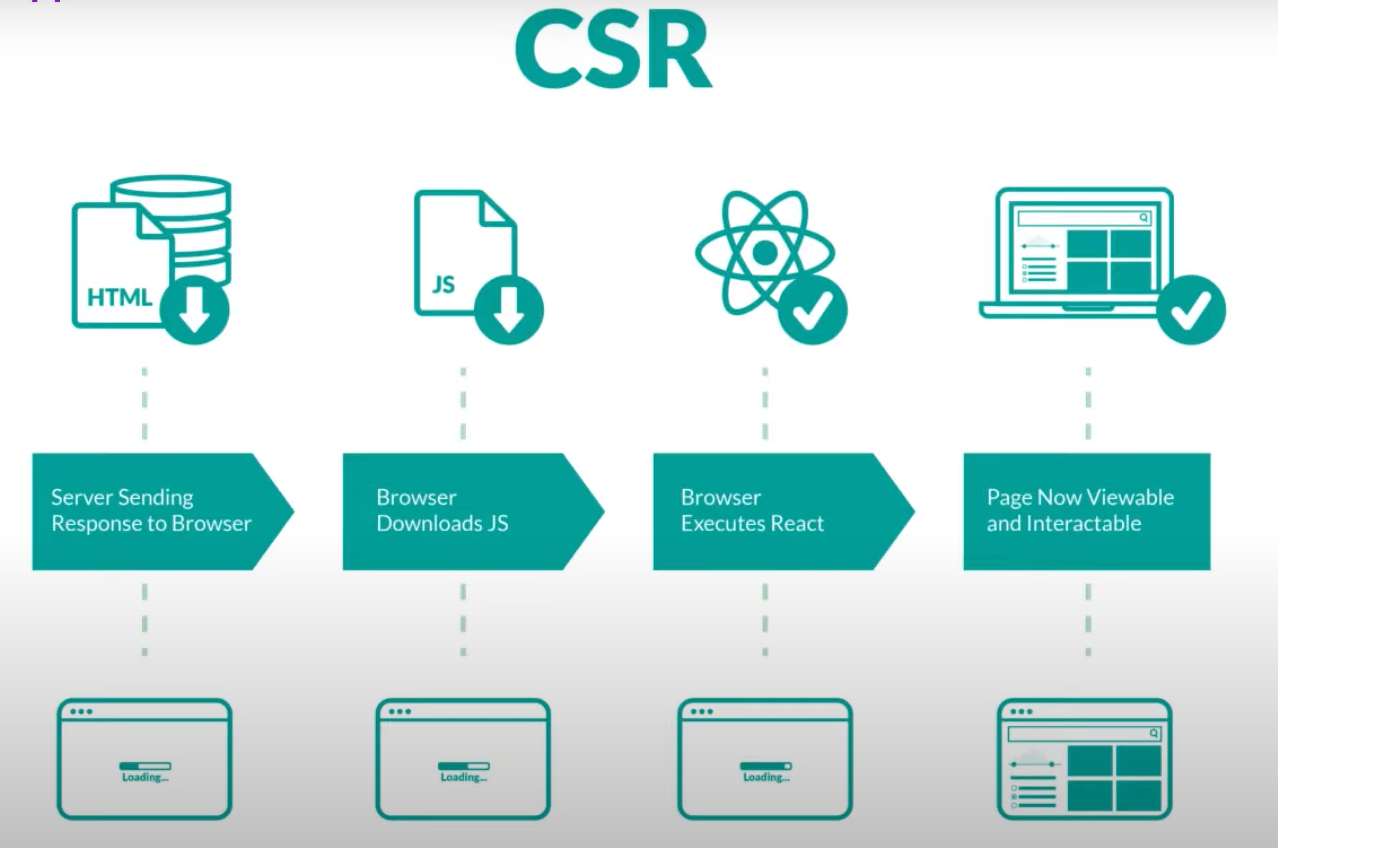 CSR
HTML
JS
Server Sending
Response to Browser
Browser
Downloads JS
Browser
Executes React
Page Now Viewable
and Interactable
Loading...
Loading...
Loading...